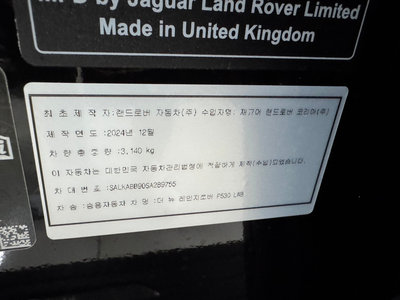 by Jaguar Land Rover Limited
Made in United Kingdom
최초 제작자:랜드로버 자동차(주) 수입자명: 재규어 랜드로버 코리아(주)
제작연도:2024년 12월
차량 총중량:3,140 kg
이 자동차는 대한민국 자동차관리법령에 적합하게 제작(수입)되었습니다.
차대번호:
차종:승용자동차 차명:더 뉴 레인지로버 P530 LWB